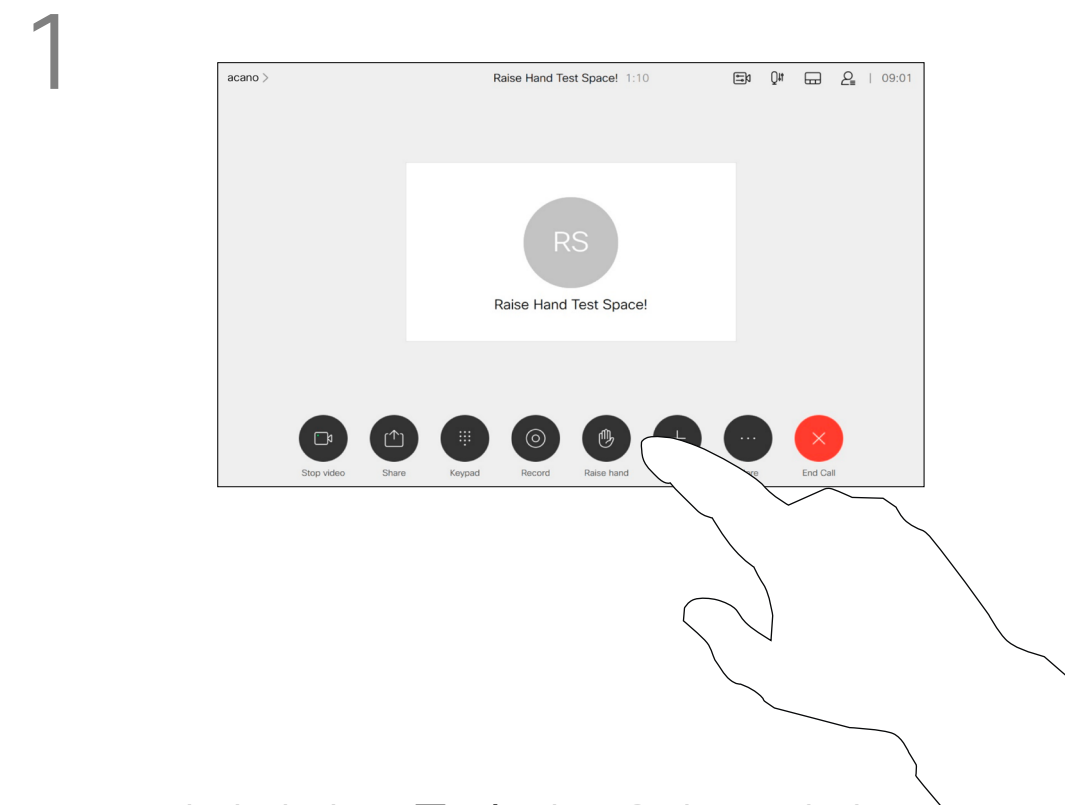 1
acano
Raise Hand Test Space! 1:10
09:01
RS
Raise Hand Test Space!
Stop video Share Keypad Record Raise hand End Call